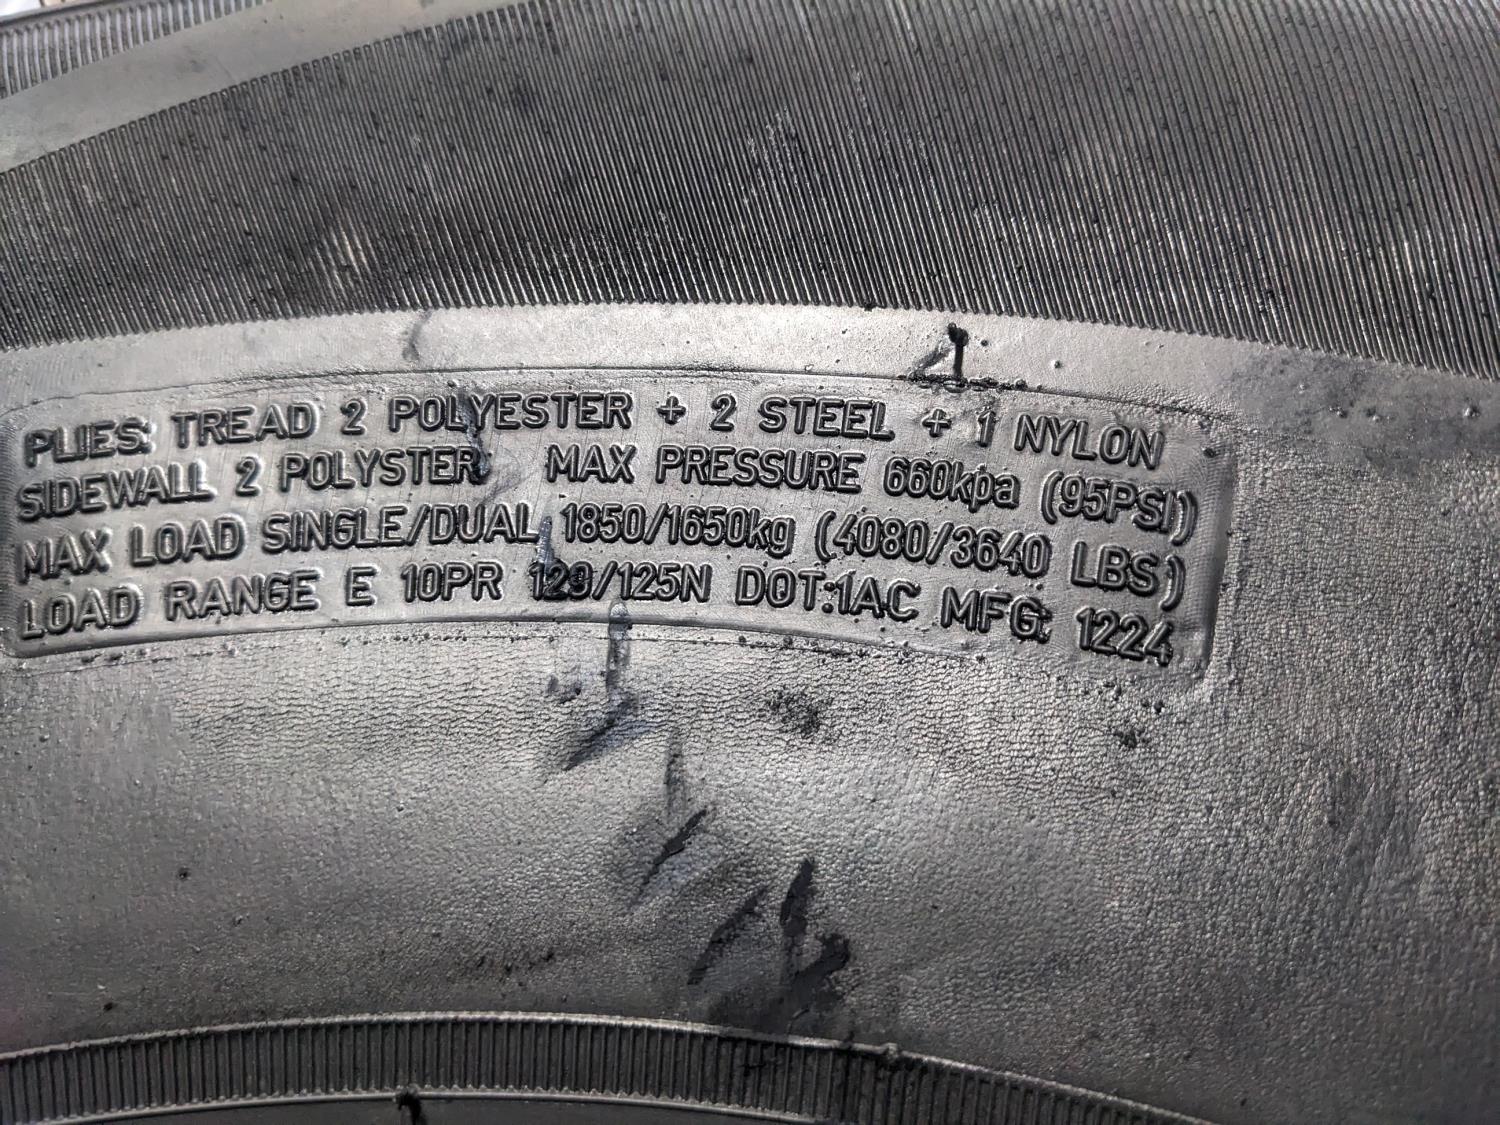 PLIES: TREAD 2 POLYESTER + 2 STEEL + 1 NYLON
SIDEWALL 2 POLYSTER MAX PRESSURE 660kpa (95PSI)
MAX LOAD SINGLE/DUAL 1850/1650kg (4080/3640 LBS)
LOAD RANGE E 10PR 129/125N DOT:1AC MFG: 1224